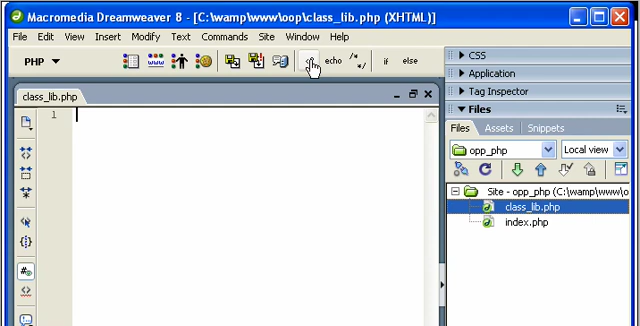 Macromedia Dreamweaver 8 - [C:\wamp\www\oop\class_lib.php (XHTML)]
File Edit View Insert Modify Text Commands Site Window Help
PHP echo /* */ if else
CSS
Application
Tag Inspector
Files
class_lib.php
1
Files Assets Snippets
opp_php Local view
Site - opp_php (C:\wamp\www\o
class_lib.php
index.php